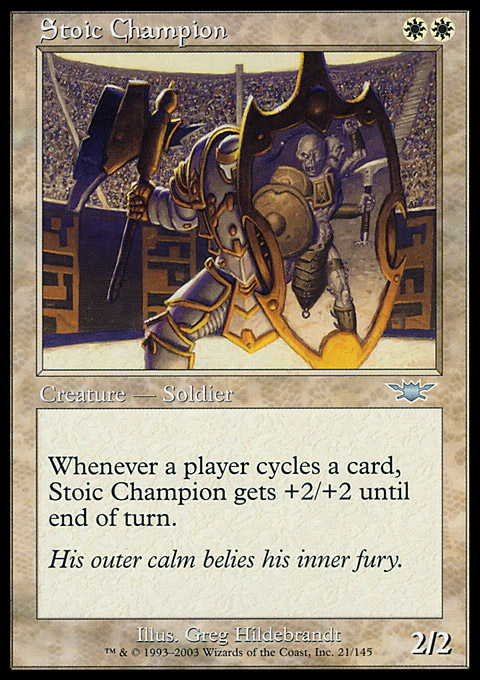 Stoic Champion
Creature — Soldier
Whenever a player cycles a card,
Stoic Champion gets +2/+2 until
end of turn.
His outer calm belies his inner fury.
Illus. Greg Hildebrandt
2/2
™ & © 1993–2003 Wizards of the Coast, Inc. 21/145